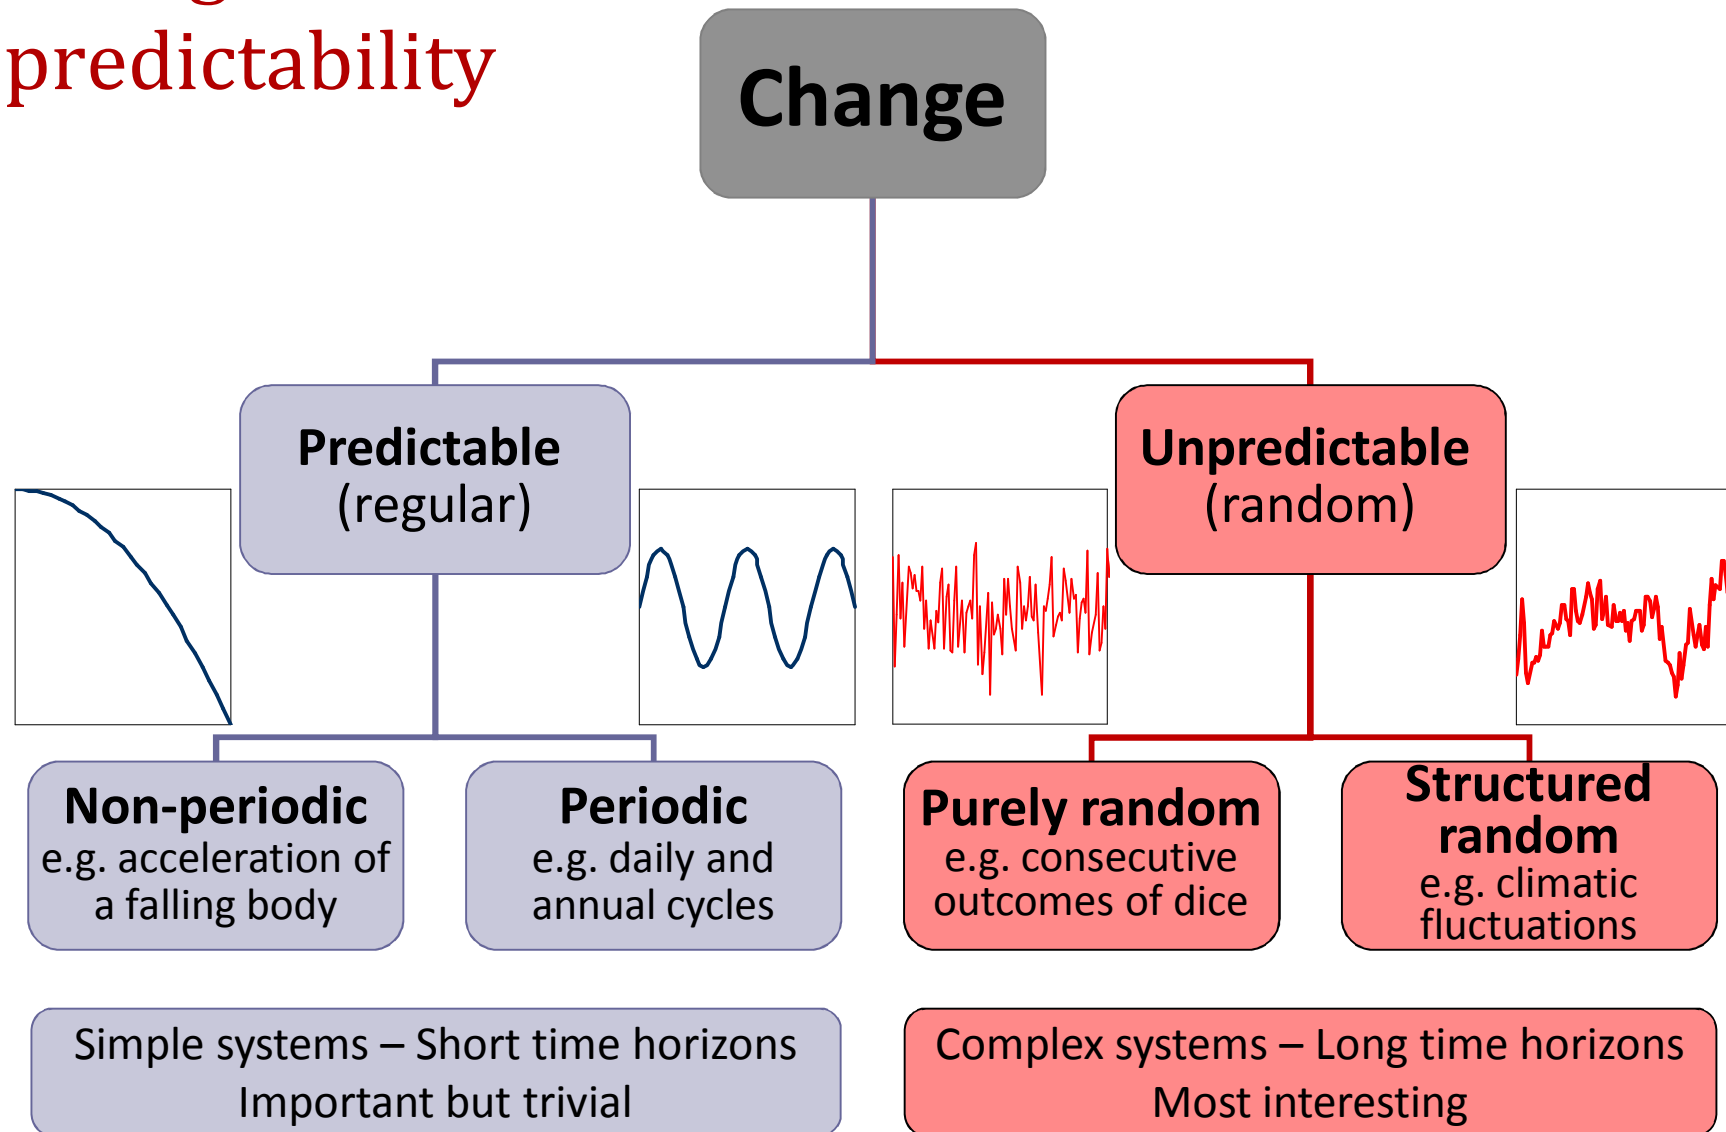 predictability
Change
Predictable
(regular)
Unpredictable
(random)
Non-periodic
e.g. acceleration of
a falling body
Periodic
e.g. daily and
annual cycles
Purely random
e.g. consecutive
outcomes of dice
Structured
random
e.g. climatic
fluctuations
Simple systems – Short time horizons
Important but trivial
Complex systems – Long time horizons
Most interesting